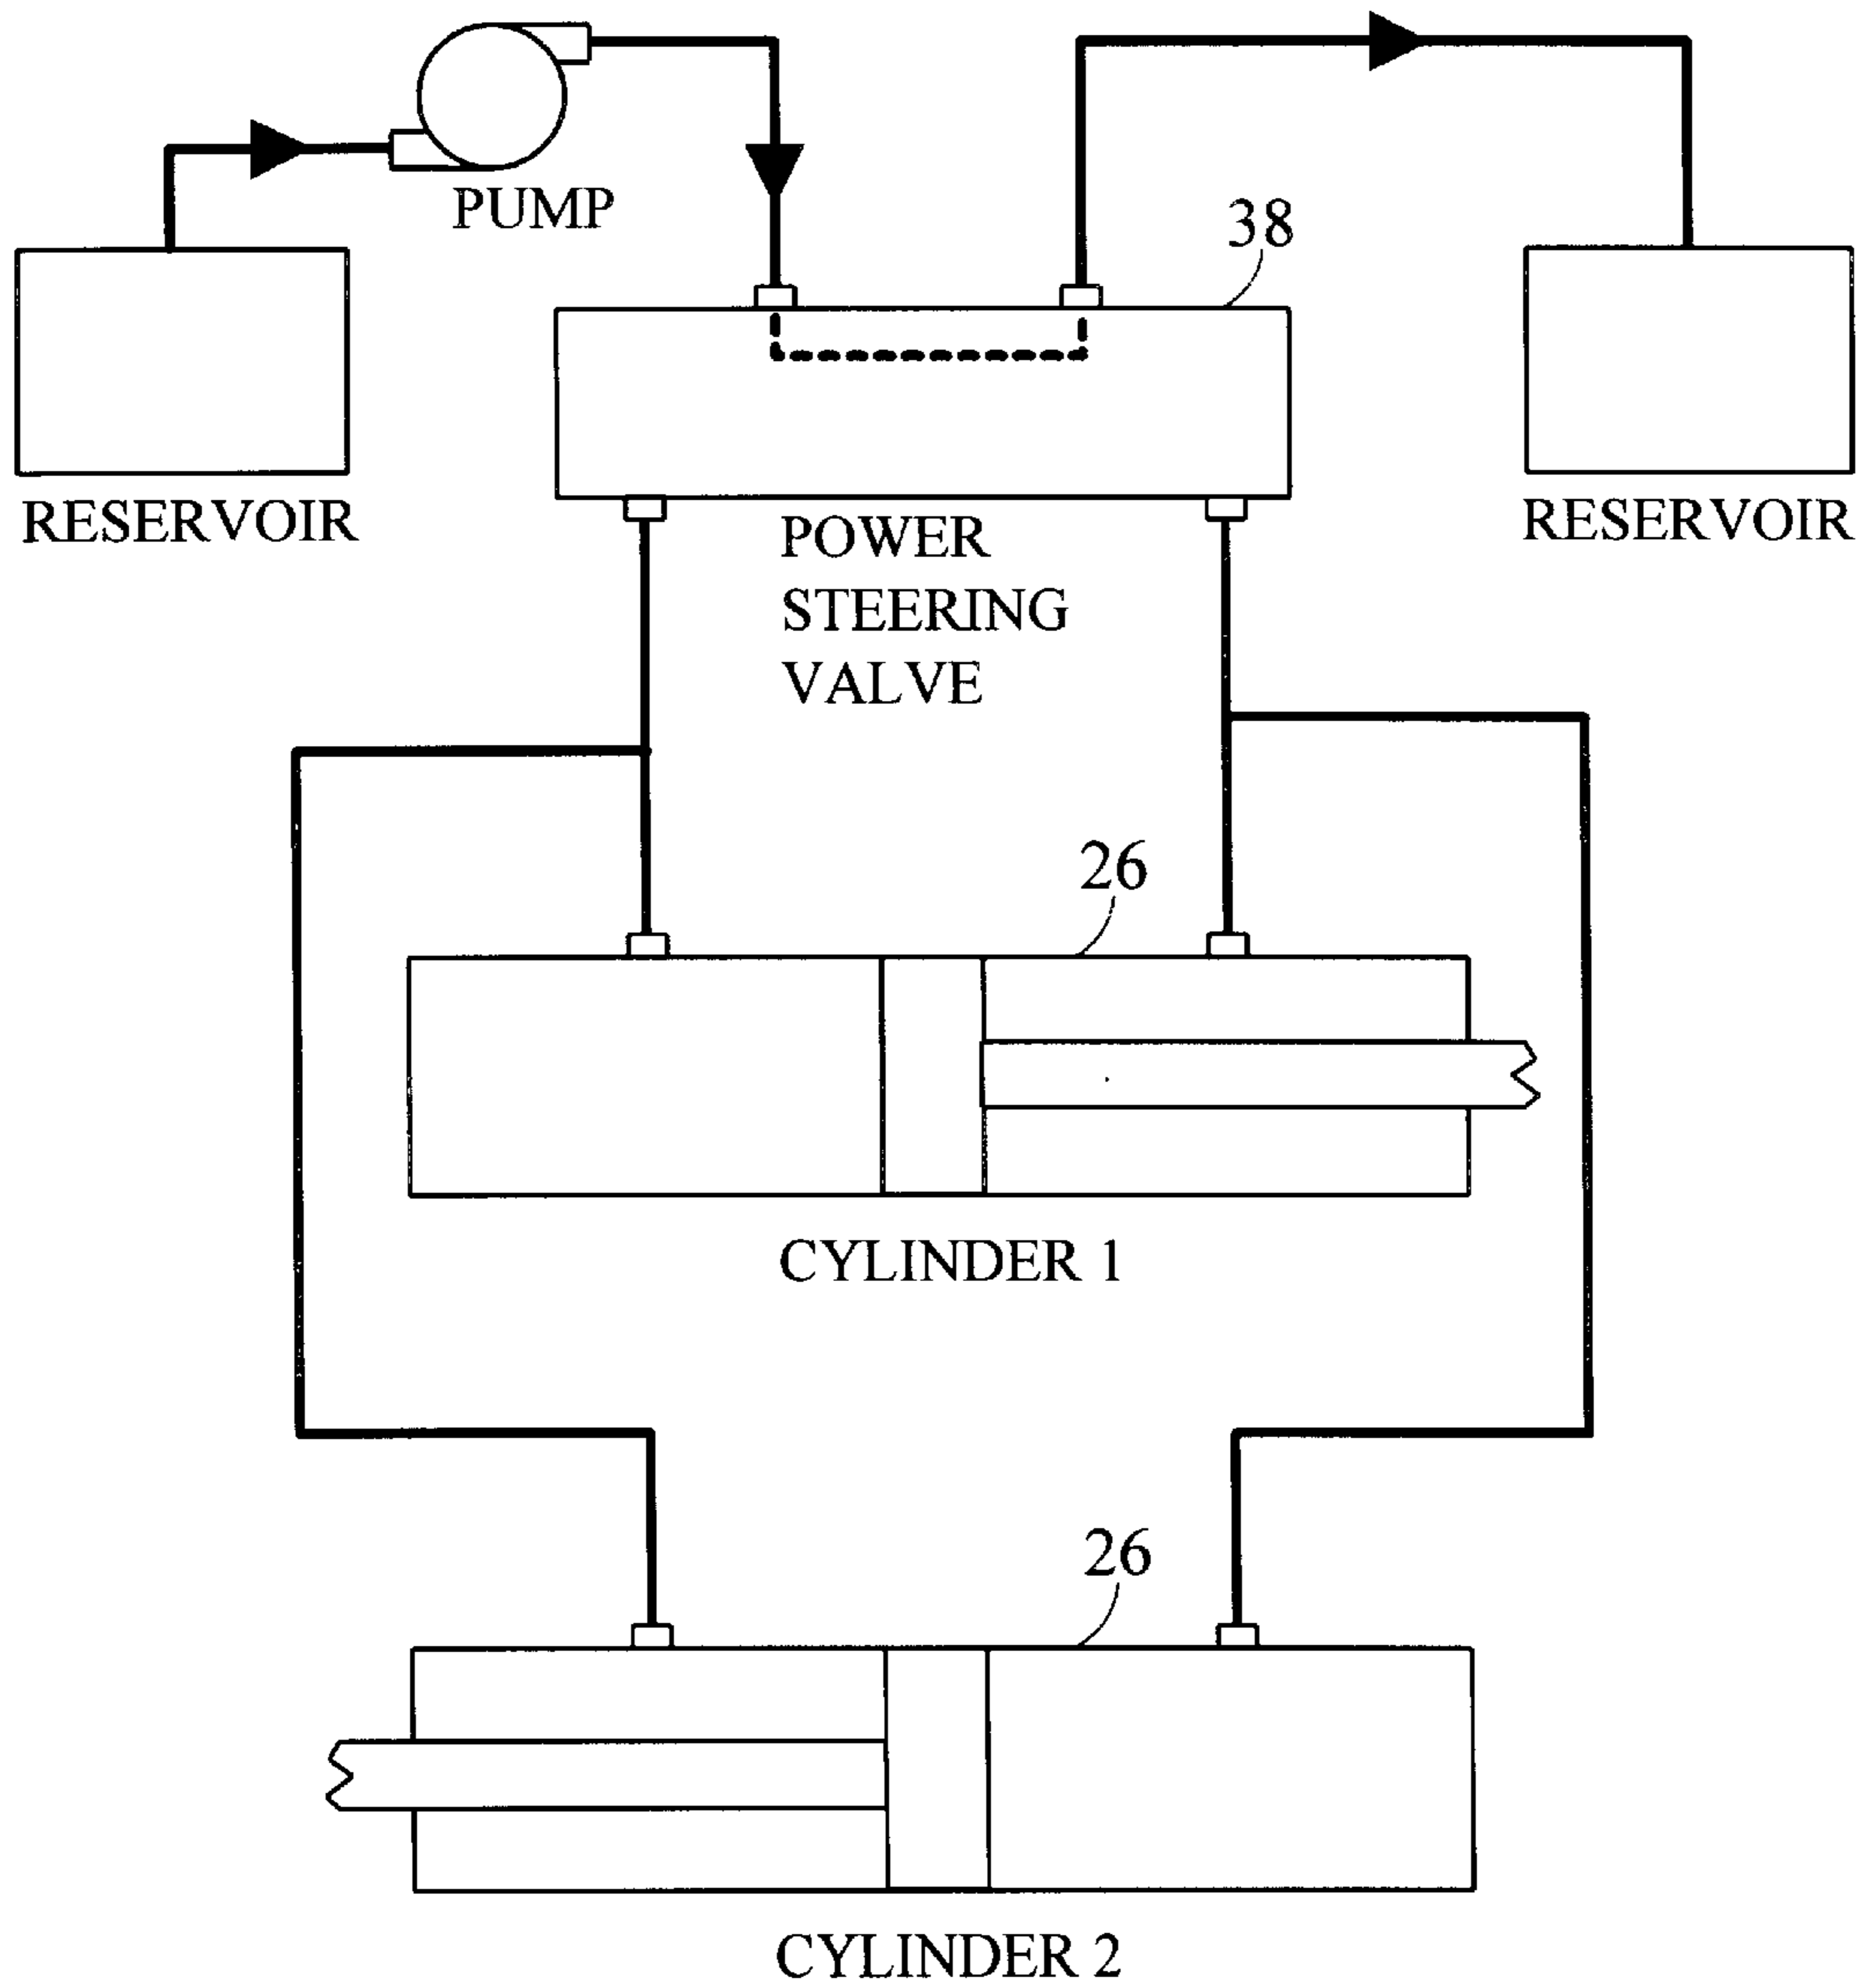 PUMP
38
RESERVOIR
RESERVOIR
POWER
STEERING
VALVE
26
CYLINDER 1
26
CYLINDER 2